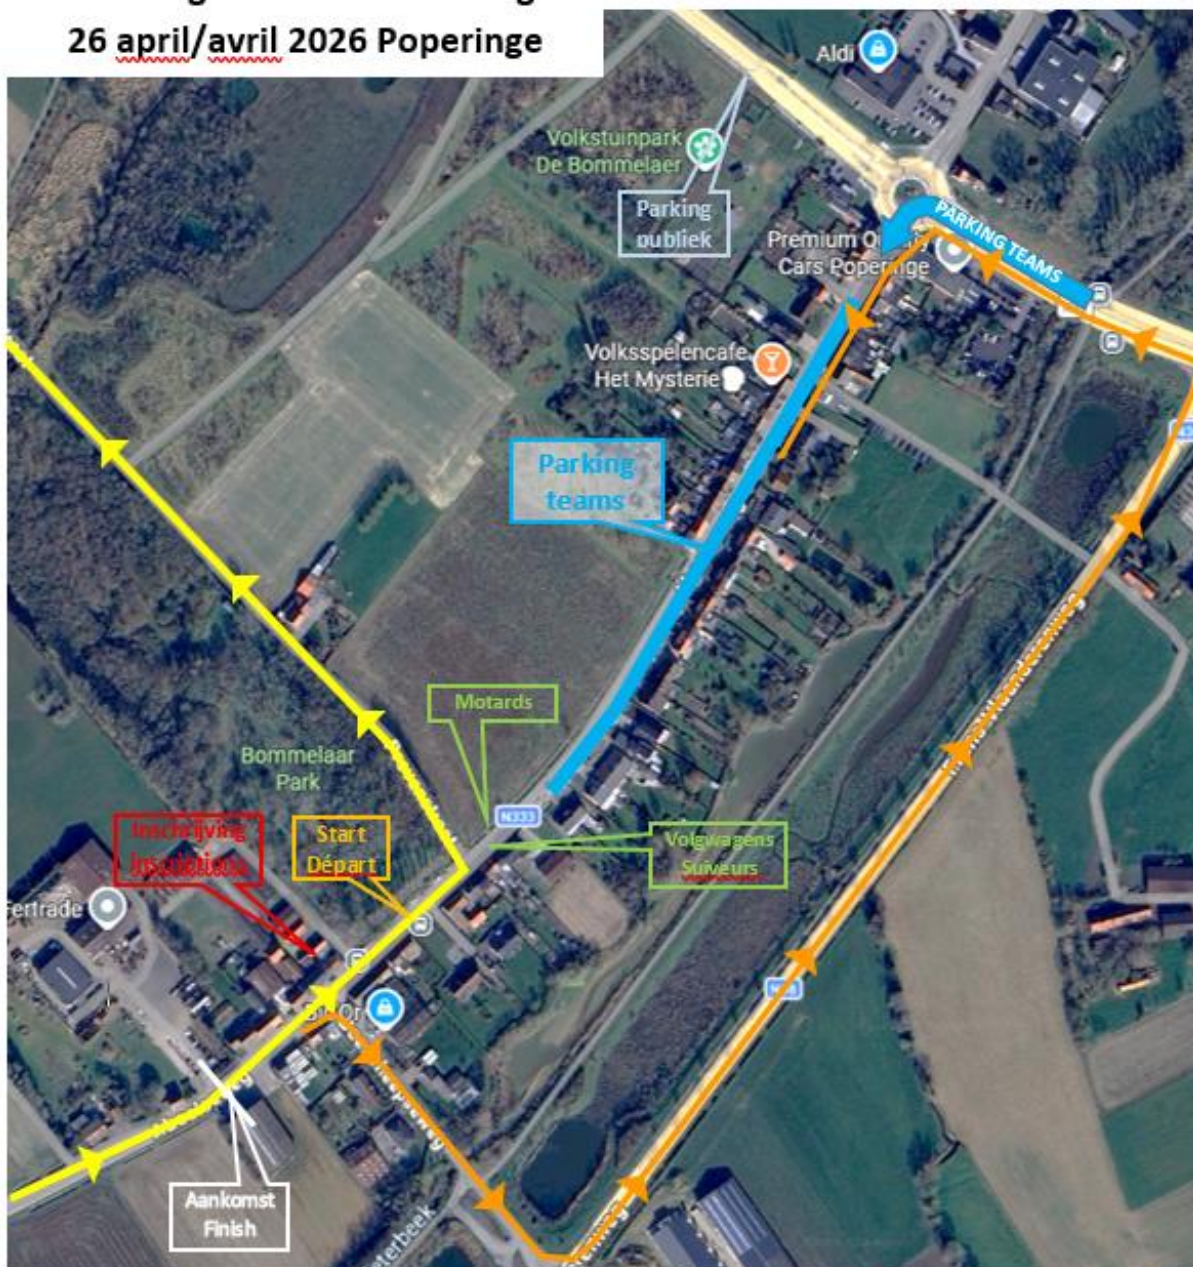 26 april/avril 2026 Poperinge
Aldi
Volkstuinpark
De Bommelaer
Parking
publiek
PARKING TEAMS
Premium
Cars Poperinge
Volksspelencafe
Het Mysterie
Parking
teams
Motards
Bommelaar
Park
N333
Inschrijving
Start
Départ
Volgwagens
Suiveurs
Fertrade
Aankomst
Finish